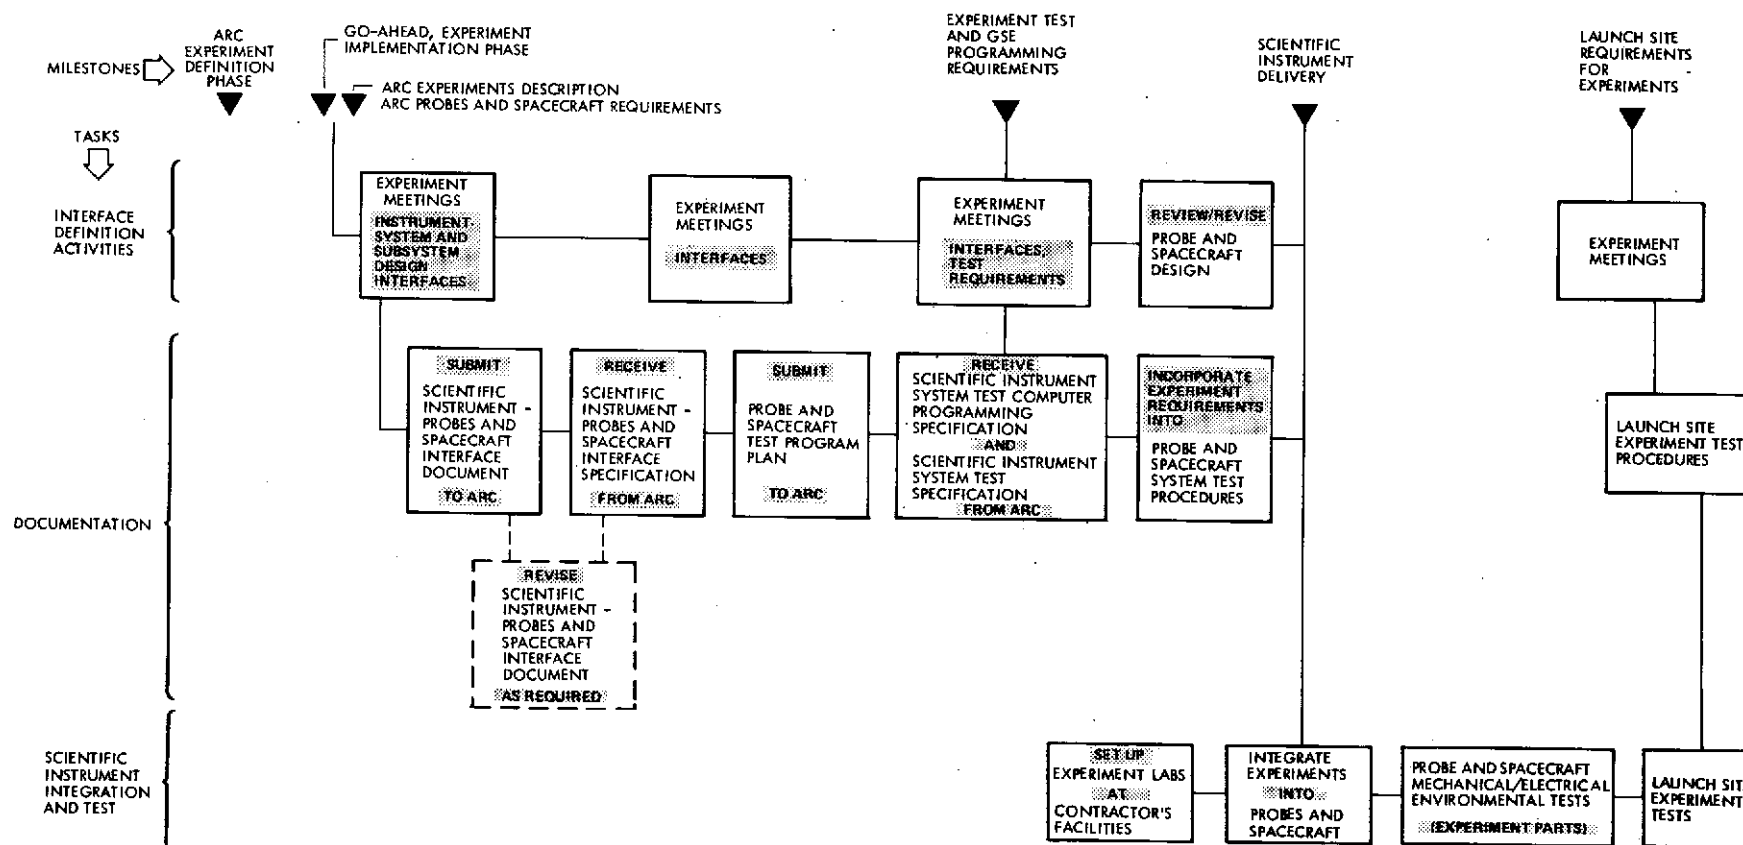 MILESTONES
ARC
EXPERIMENT
DEFINITION
PHASE
GO-AHEAD, EXPERIMENT
IMPLEMENTATION PHASE
ARC EXPERIMENTS DESCRIPTION
ARC PROBES AND SPACECRAFT REQUIREMENTS
EXPERIMENT TEST
AND GSE
PROGRAMMING
REQUIREMENTS
SCIENTIFIC
INSTRUMENT
DELIVERY
LAUNCH SITE
REQUIREMENTS
FOR
EXPERIMENTS
TASKS
INTERFACE
DEFINITION
ACTIVITIES
EXPERIMENT
MEETINGS
INSTRUMENT-
SYSTEM AND
SUBSYSTEM
DESIGN
INTERFACES
EXPERIMENT
MEETINGS
INTERFACES
EXPERIMENT
MEETINGS
INTERFACES,
TEST
REQUIREMENTS
REVIEW/REVISE
PROBE AND
SPACECRAFT
DESIGN
EXPERIMENT
MEETINGS
DOCUMENTATION
SUBMIT
SCIENTIFIC
INSTRUMENT -
PROBES AND
SPACECRAFT
INTERFACE
DOCUMENT
TO ARC
RECEIVE
SCIENTIFIC
INSTRUMENT -
PROBES AND
SPACECRAFT
INTERFACE
SPECIFICATION
FROM ARC
SUBMIT
PROBE AND
SPACECRAFT
TEST PROGRAM
PLAN
TO ARC
RECEIVE
SCIENTIFIC INSTRUMENT
SYSTEM TEST COMPUTER
PROGRAMMING
SPECIFICATION
AND
SCIENTIFIC INSTRUMENT
SYSTEM TEST
SPECIFICATION
FROM ARC
INCORPORATE
EXPERIMENT
REQUIREMENTS
INTO
PROBE AND
SPACECRAFT
SYSTEM TEST
PROCEDURES
LAUNCH SITE
EXPERIMENT TEST
PROCEDURES
REVISE
SCIENTIFIC
INSTRUMENT -
PROBES AND
SPACECRAFT
INTERFACE
DOCUMENT
AS REQUIRED
SCIENTIFIC
INSTRUMENT
INTEGRATION
AND TEST
SET UP
EXPERIMENT LABS
AT
CONTRACTOR'S
FACILITIES
INTEGRATE
EXPERIMENTS
INTO
PROBES AND
SPACECRAFT
PROBE AND SPACECRAFT
MECHANICAL/ELECTRICAL
ENVIRONMENTAL TESTS
(EXPERIMENT PARTS)
LAUNCH SIT
EXPERIMENT
TESTS